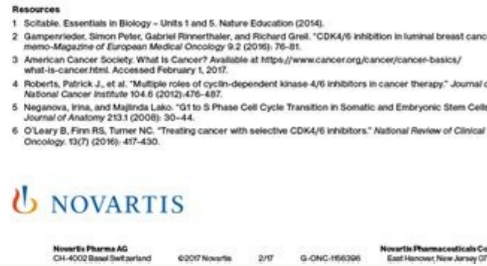 Resources
1 Scitable. Essentials in Biology – Units 1 and 5. Nature Education (2014).
2 Gampenrieder, Simon Peter, Gabriel Rinnerthaler, and Richard Greil. "CDK4/6 inhibition in luminal breast canc
memo-Magazine of European Medical Oncology 9.2 (2016): 76-81.
3 American Cancer Society. What Is Cancer? Available at https://www.cancer.org/cancer/cancer-basics/
what-is-cancer.html. Accessed February 1, 2017.
4 Roberts, Patrick J., et al. "Multiple roles of cyclin-dependent kinase 4/6 inhibitors in cancer therapy." Journal o
National Cancer Institute 104.6 (2012):476-487.
5 Neganova, Irina, and Majlinda Lako. "G1 to S Phase Cell Cycle Transition in Somatic and Embryonic Stem Cells
Journal of Anatomy 213.1 (2008): 30–44.
6 O'Leary B, Finn RS, Turner NC. "Treating cancer with selective CDK4/6 inhibitors." National Review of Clinical
Oncology. 13(7) (2016): 417-430.
NOVARTIS
Novartis Pharma AG
CH-4002 Basel Switzerland ©2017 Novartis 2/17 G-ONC-1156396
Novartis Pharmaceuticals Co
East Hanover, New Jersey 07